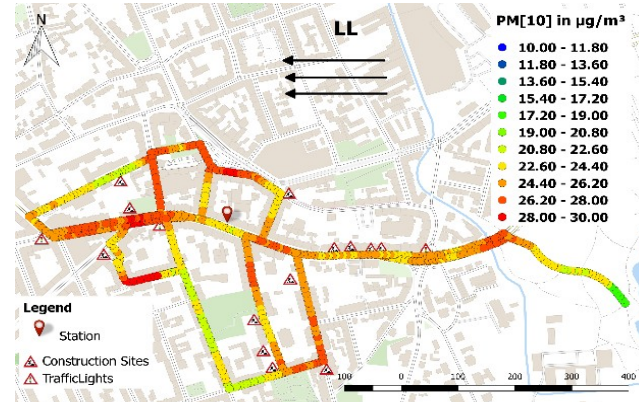 N
LL
PM[10] in µg/m³
10.00 - 11.80
11.80 - 13.60
13.60 - 15.40
15.40 - 17.20
17.20 - 19.00
19.00 - 20.80
20.80 - 22.60
22.60 - 24.40
24.40 - 26.20
26.20 - 28.00
28.00 - 30.00
Legend
Station
Construction Sites
TrafficLights
100 0 100 200 300 400